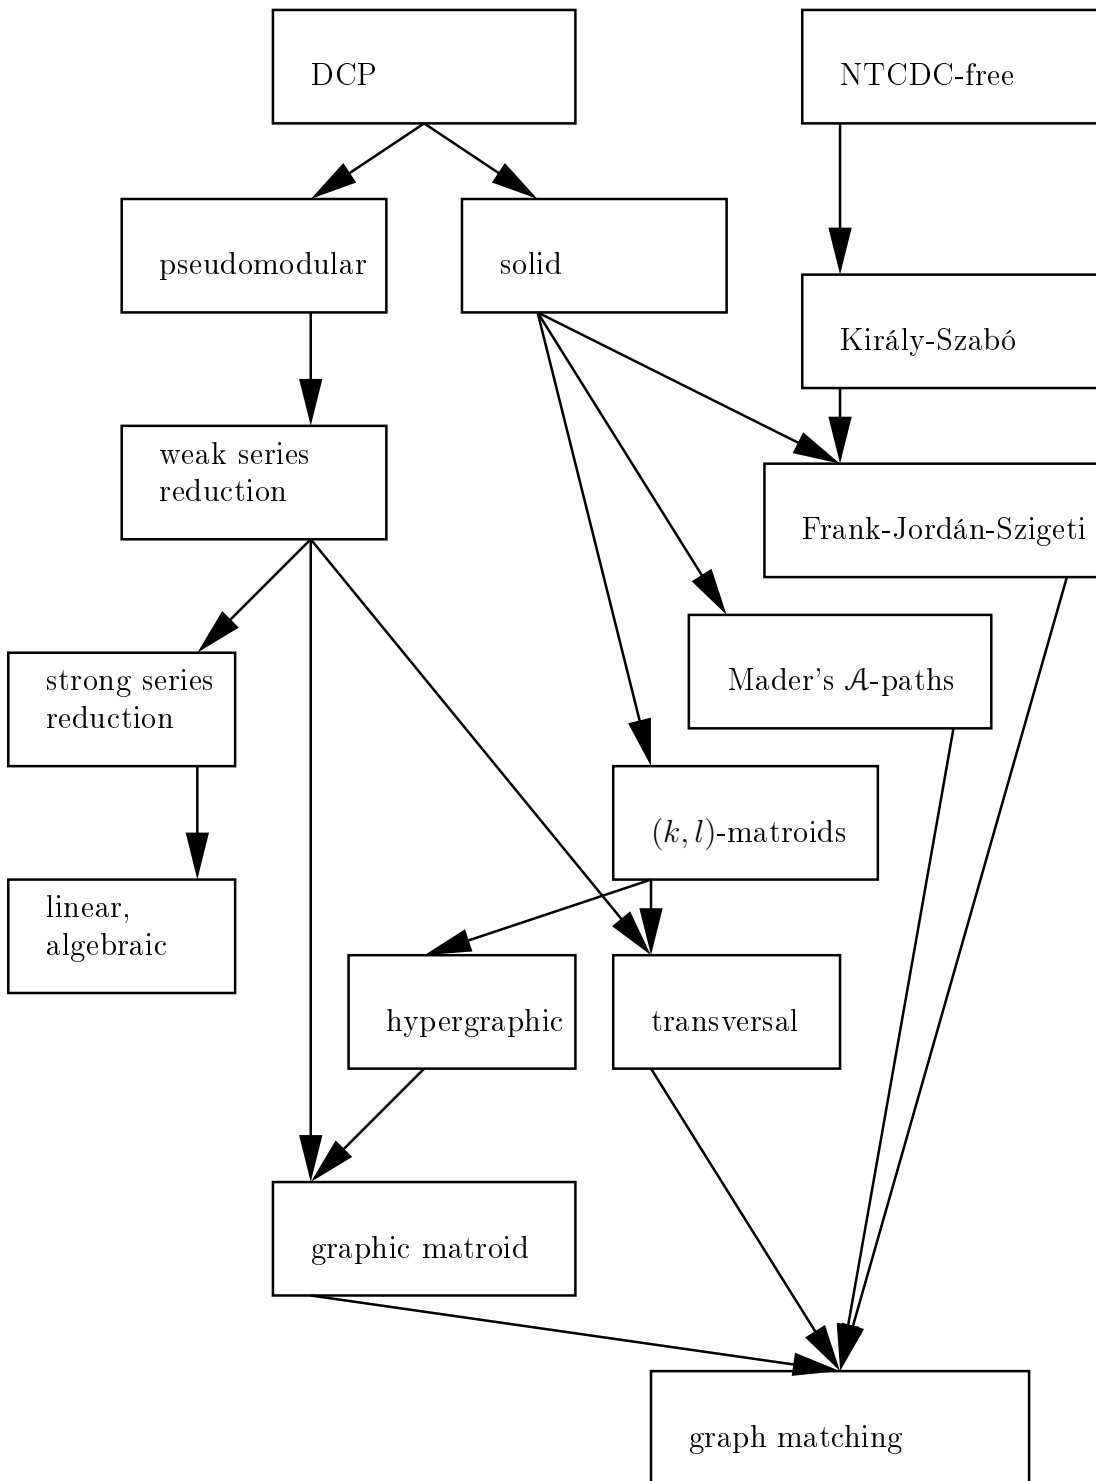 DCP
NTCDC-free
pseudomodular
solid
Király-Szabó
weak series
reduction
Frank-Jordán-Szigeti
strong series
reduction
Mader's 𝒜-paths
(k, l)-matroids
linear,
algebraic
hypergraphic
transversal
graphic matroid
graph matching